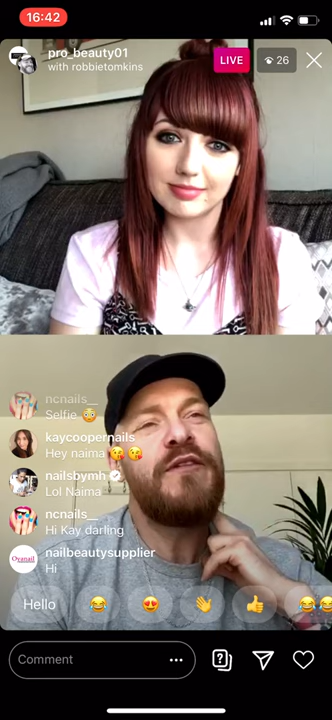 16:42
pro_beauty01
with robbietomkins
LIVE
26
ncnails__
Selfie 😳
kaycoopernails
Hey naima 😘😘
nailsbymh
Lol Naima
ncnails__
Hi Kay darling
Oyanail
nailbeautysupplier
Hi
Hello 😂 😍 👋 👍 😂😂
Comment
?